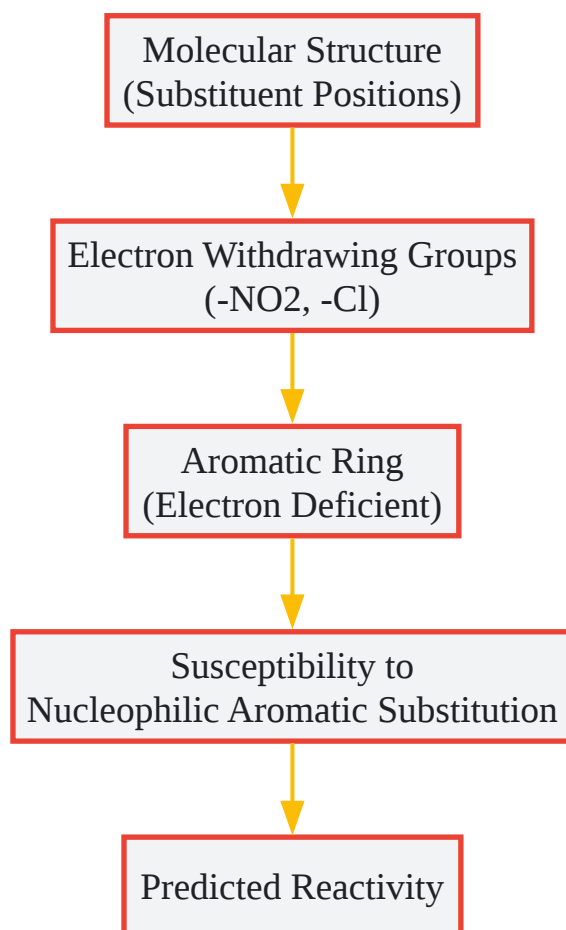 Molecular Structure
(Substituent Positions)
Electron Withdrawing Groups
(-NO2, -Cl)
Aromatic Ring
(Electron Deficient)
Susceptibility to
Nucleophilic Aromatic Substitution
Predicted Reactivity